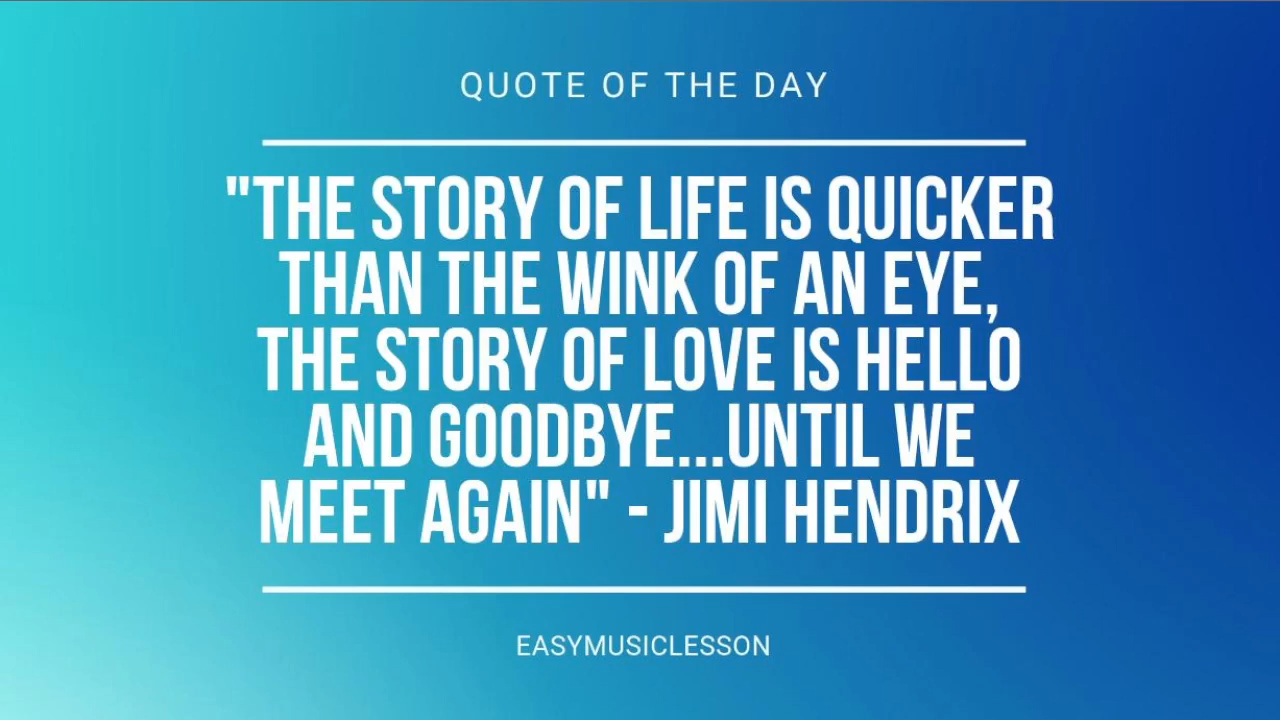 QUOTE OF THE DAY
"THE STORY OF LIFE IS QUICKER
THAN THE WINK OF AN EYE,
THE STORY OF LOVE IS HELLO
AND GOODBYE...UNTIL WE
MEET AGAIN" - JIMI HENDRIX
EASYMUSICLESSON